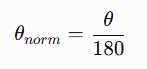 θ_norm = θ / 180